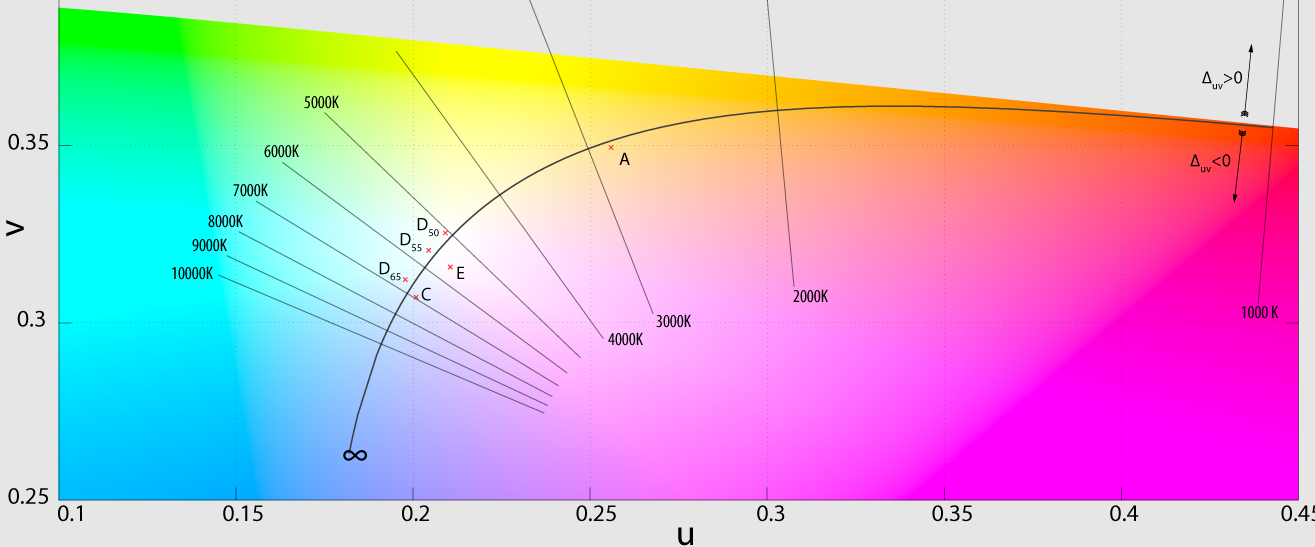 Δuv>0
5000K
0.35
6000K
A
Δuv<0
7000K
8000K
D50
v
D55
9000K
D65
E
10000K
C
2000K
1000 K
0.3
3000K
4000K
∞
0.25
0.1
0.15
0.2
0.25
0.3
0.35
0.4
0.45
u